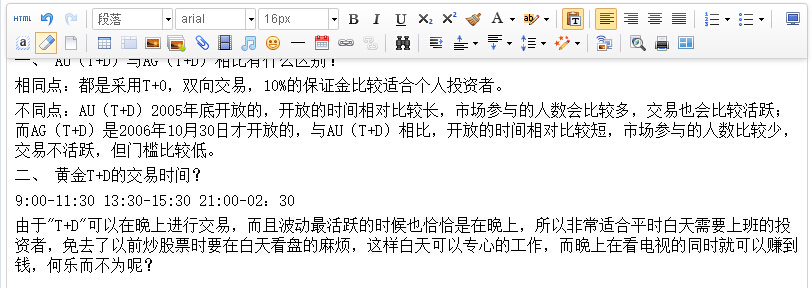 HTML
段落
arial
16px
B I U X₂ X² A ab
一、 AU（T+D）与AG（T+D）相比有什么区别？
相同点：都是采用T+0，双向交易，10%的保证金比较适合个人投资者。
不同点：AU（T+D）2005年底开放的，开放的时间相对比较长，市场参与的人数会比较多，交易也会比较活跃；
而AG（T+D）是2006年10月30日才开放的，与AU（T+D）相比，开放的时间相对比较短，市场参与的人数比较少，
交易不活跃，但门槛比较低。
二、 黄金T+D的交易时间？
9:00-11:30 13:30-15:30 21:00-02：30
由于"T+D"可以在晚上进行交易，而且波动最活跃的时候也恰恰是在晚上，所以非常适合平时白天需要上班的投
资者，免去了以前炒股票时要在白天看盘的麻烦，这样白天可以专心的工作，而晚上在看电视的同时就可以赚到
钱，何乐而不为呢？